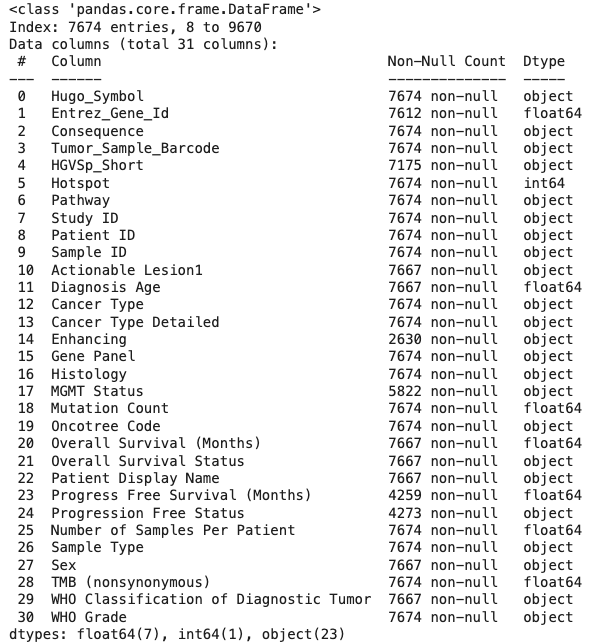 <class 'pandas.core.frame.DataFrame'>
Index: 7674 entries, 8 to 9670
Data columns (total 31 columns):
 #   Column                               Non-Null Count  Dtype
---  ------                               --------------  -----
 0   Hugo_Symbol                          7674 non-null   object
 1   Entrez_Gene_Id                       7612 non-null   float64
 2   Consequence                          7674 non-null   object
 3   Tumor_Sample_Barcode                 7674 non-null   object
 4   HGVSp_Short                          7175 non-null   object
 5   Hotspot                              7674 non-null   int64
 6   Pathway                              7674 non-null   object
 7   Study ID                             7674 non-null   object
 8   Patient ID                           7674 non-null   object
 9   Sample ID                            7674 non-null   object
 10  Actionable Lesion1                   7667 non-null   object
 11  Diagnosis Age                        7667 non-null   float64
 12  Cancer Type                          7674 non-null   object
 13  Cancer Type Detailed                 7674 non-null   object
 14  Enhancing                            2630 non-null   object
 15  Gene Panel                           7674 non-null   object
 16  Histology                            7674 non-null   object
 17  MGMT Status                          5822 non-null   object
 18  Mutation Count                       7674 non-null   float64
 19  Oncotree Code                        7674 non-null   object
 20  Overall Survival (Months)            7667 non-null   float64
 21  Overall Survival Status              7667 non-null   object
 22  Patient Display Name                 7667 non-null   object
 23  Progress Free Survival (Months)      4259 non-null   float64
 24  Progression Free Status              4273 non-null   object
 25  Number of Samples Per Patient        7674 non-null   float64
 26  Sample Type                          7674 non-null   object
 27  Sex                                  7667 non-null   object
 28  TMB (nonsynonymous)                  7674 non-null   float64
 29  WHO Classification of Diagnostic Tumor  7667 non-null   object
 30  WHO Grade                            7674 non-null   object
dtypes: float64(7), int64(1), object(23)